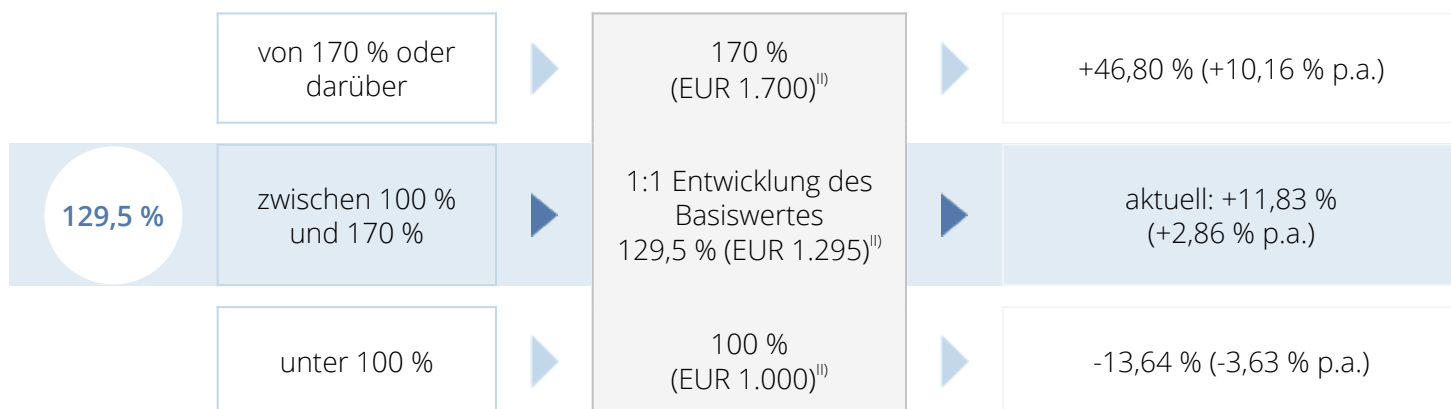 von 170 % oder
darüber
170 %
(EUR 1.700)II)
+46,80 % (+10,16 % p.a.)
129,5 %
zwischen 100 %
und 170 %
1:1 Entwicklung des
Basiswertes
129,5 % (EUR 1.295)II)
aktuell: +11,83 %
(+2,86 % p.a.)
unter 100 %
100 %
(EUR 1.000)II)
-13,64 % (-3,63 % p.a.)